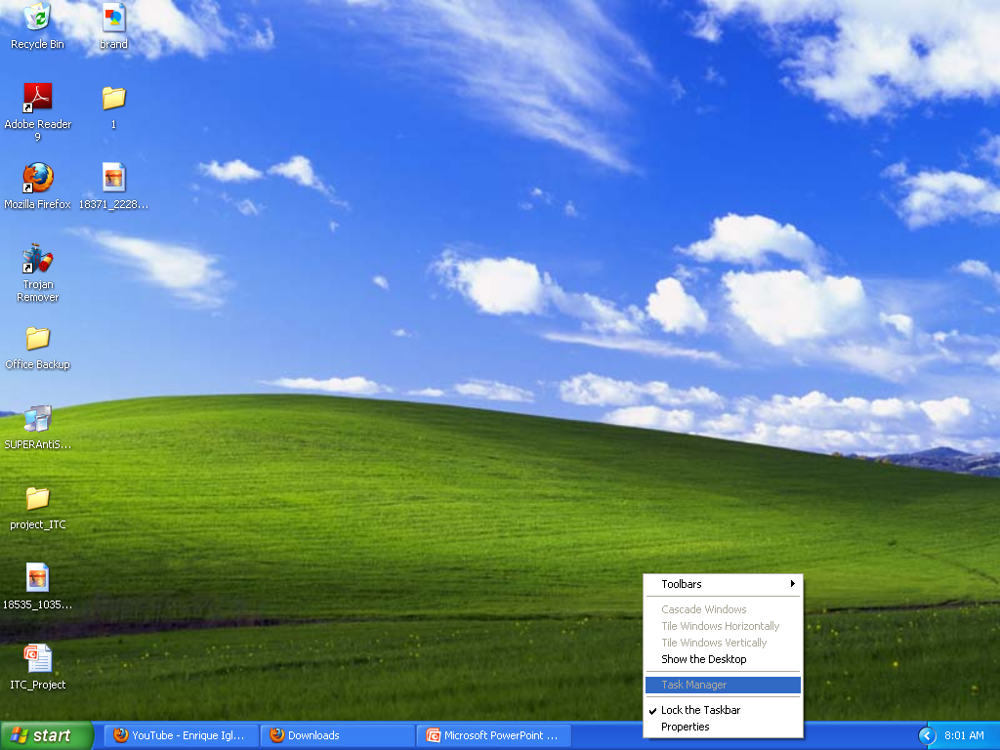 Recycle Bin
brand
Adobe Reader
9
1
Mozilla Firefox
18371_2228...
Trojan
Remover
Office Backup
SUPERAntiS...
project_ITC
18535_1035...
ITC_Project
Toolbars
Cascade Windows
Tile Windows Horizontally
Tile Windows Vertically
Show the Desktop
Task Manager
Lock the Taskbar
Properties
start
YouTube - Enrique Igl...
Downloads
Microsoft PowerPoint ...
8:01 AM